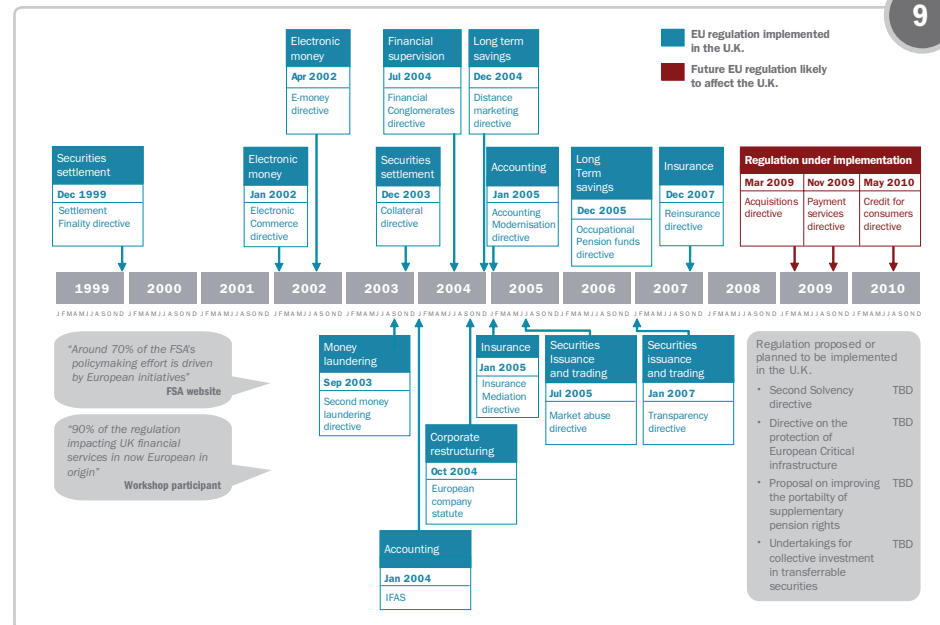 9
EU regulation implemented
in the U.K.
Future EU regulation likely
to affect the U.K.
Electronic
money
Apr 2002
E-money
directive
Financial
supervision
Jul 2004
Financial
Conglomerates
directive
Long term
savings
Dec 2004
Distance
marketing
directive
Securities
settlement
Dec 1999
Settlement
Finality directive
Electronic
money
Jan 2002
Electronic
Commerce
directive
Securities
settlement
Dec 2003
Collateral
directive
Accounting
Jan 2005
Accounting
Modernisation
directive
Long
Term
savings
Dec 2005
Occupational
Pension funds
directive
Insurance
Dec 2007
Reinsurance
directive
Regulation under implementation
Mar 2009
Acquisitions
directive
Nov 2009
Payment
services
directive
May 2010
Credit for
consumers
directive
1999 2000 2001 2002 2003 2004 2005 2006 2007 2008 2009 2010
J F M A M J J A S O N D J F M A M J J A S O N D J F M A M J J A S O N D J F M A M J J A S O N D J F M A M J J A S O N D J F M A M J J A S O N D J F M A M J J A S O N D J F M A M J J A S O N D J F M A M J J A S O N D J F M A M J J A S O N D J F M A M J J A S O N D J F M A M J J A S O N D
"Around 70% of the FSA's
policymaking effort is driven
by European initiatives"
FSA website
"90% of the regulation
impacting UK financial
services in now European in
origin"
Workshop participant
Money
laundering
Sep 2003
Second money
laundering
directive
Insurance
Jan 2005
Insurance
Mediation
directive
Securities
Issuance
and trading
Jul 2005
Market abuse
directive
Securities
issuance
and trading
Jan 2007
Transparency
directive
Corporate
restructuring
Oct 2004
European
company
statute
Accounting
Jan 2004
IFAS
Regulation proposed or
planned to be implemented
in the U.K.
• Second Solvency TBD
directive
• Directive on the TBD
protection of
European Critical
infrastructure
• Proposal on improving TBD
the portabilty of
supplementary
pension rights
• Undertakings for TBD
collective investment
in transferrable
securities